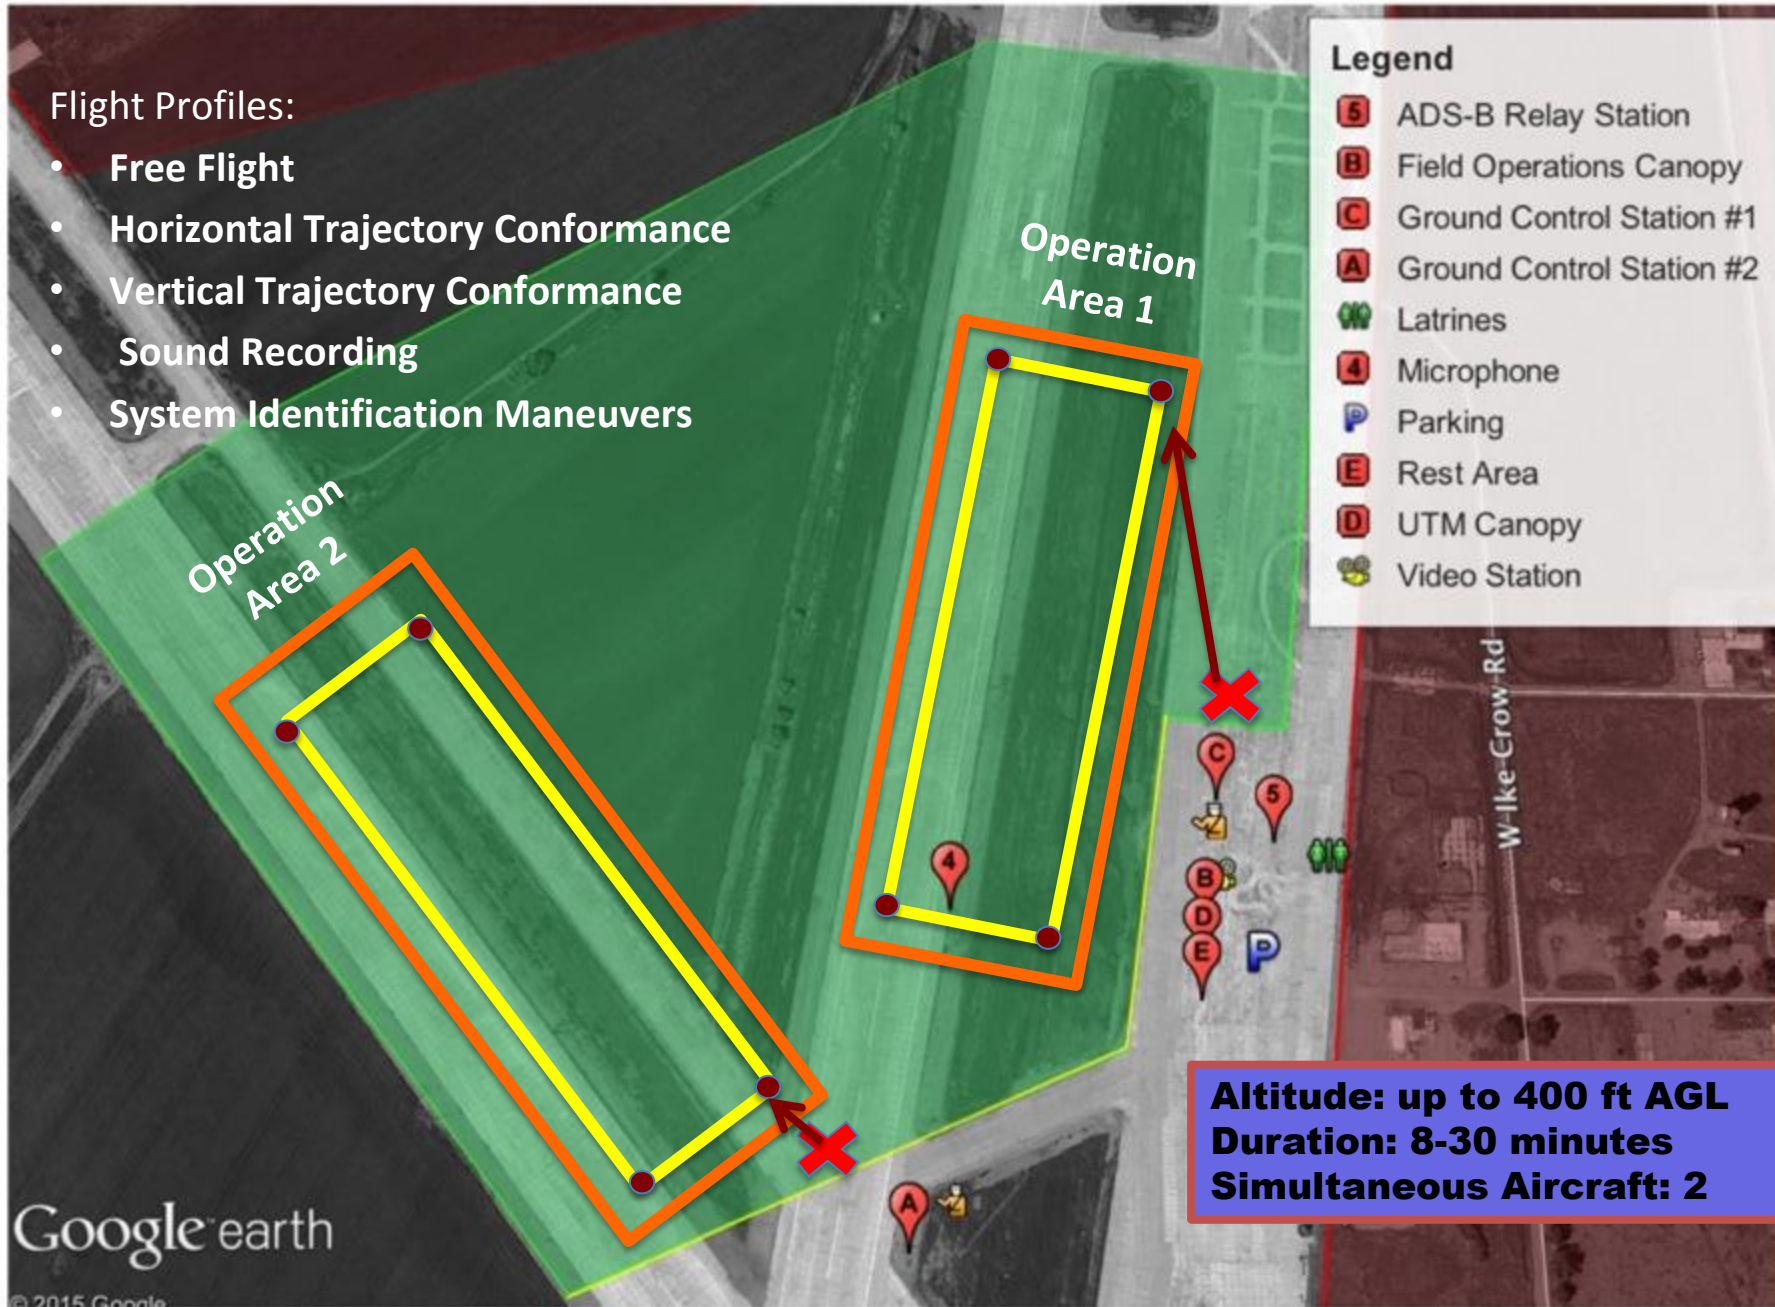 Flight Profiles:
• Free Flight
• Horizontal Trajectory Conformance
• Vertical Trajectory Conformance
• Sound Recording
• System Identification Maneuvers
Operation
Area 1
Operation
Area 2
Legend
5 ADS-B Relay Station
B Field Operations Canopy
C Ground Control Station #1
A Ground Control Station #2
Latrines
4 Microphone
P Parking
E Rest Area
D UTM Canopy
Video Station
W Ike Crow Rd
C
5
4
B
D
E
P
A
Altitude: up to 400 ft AGL
Duration: 8-30 minutes
Simultaneous Aircraft: 2
Google earth
© 2015 Google